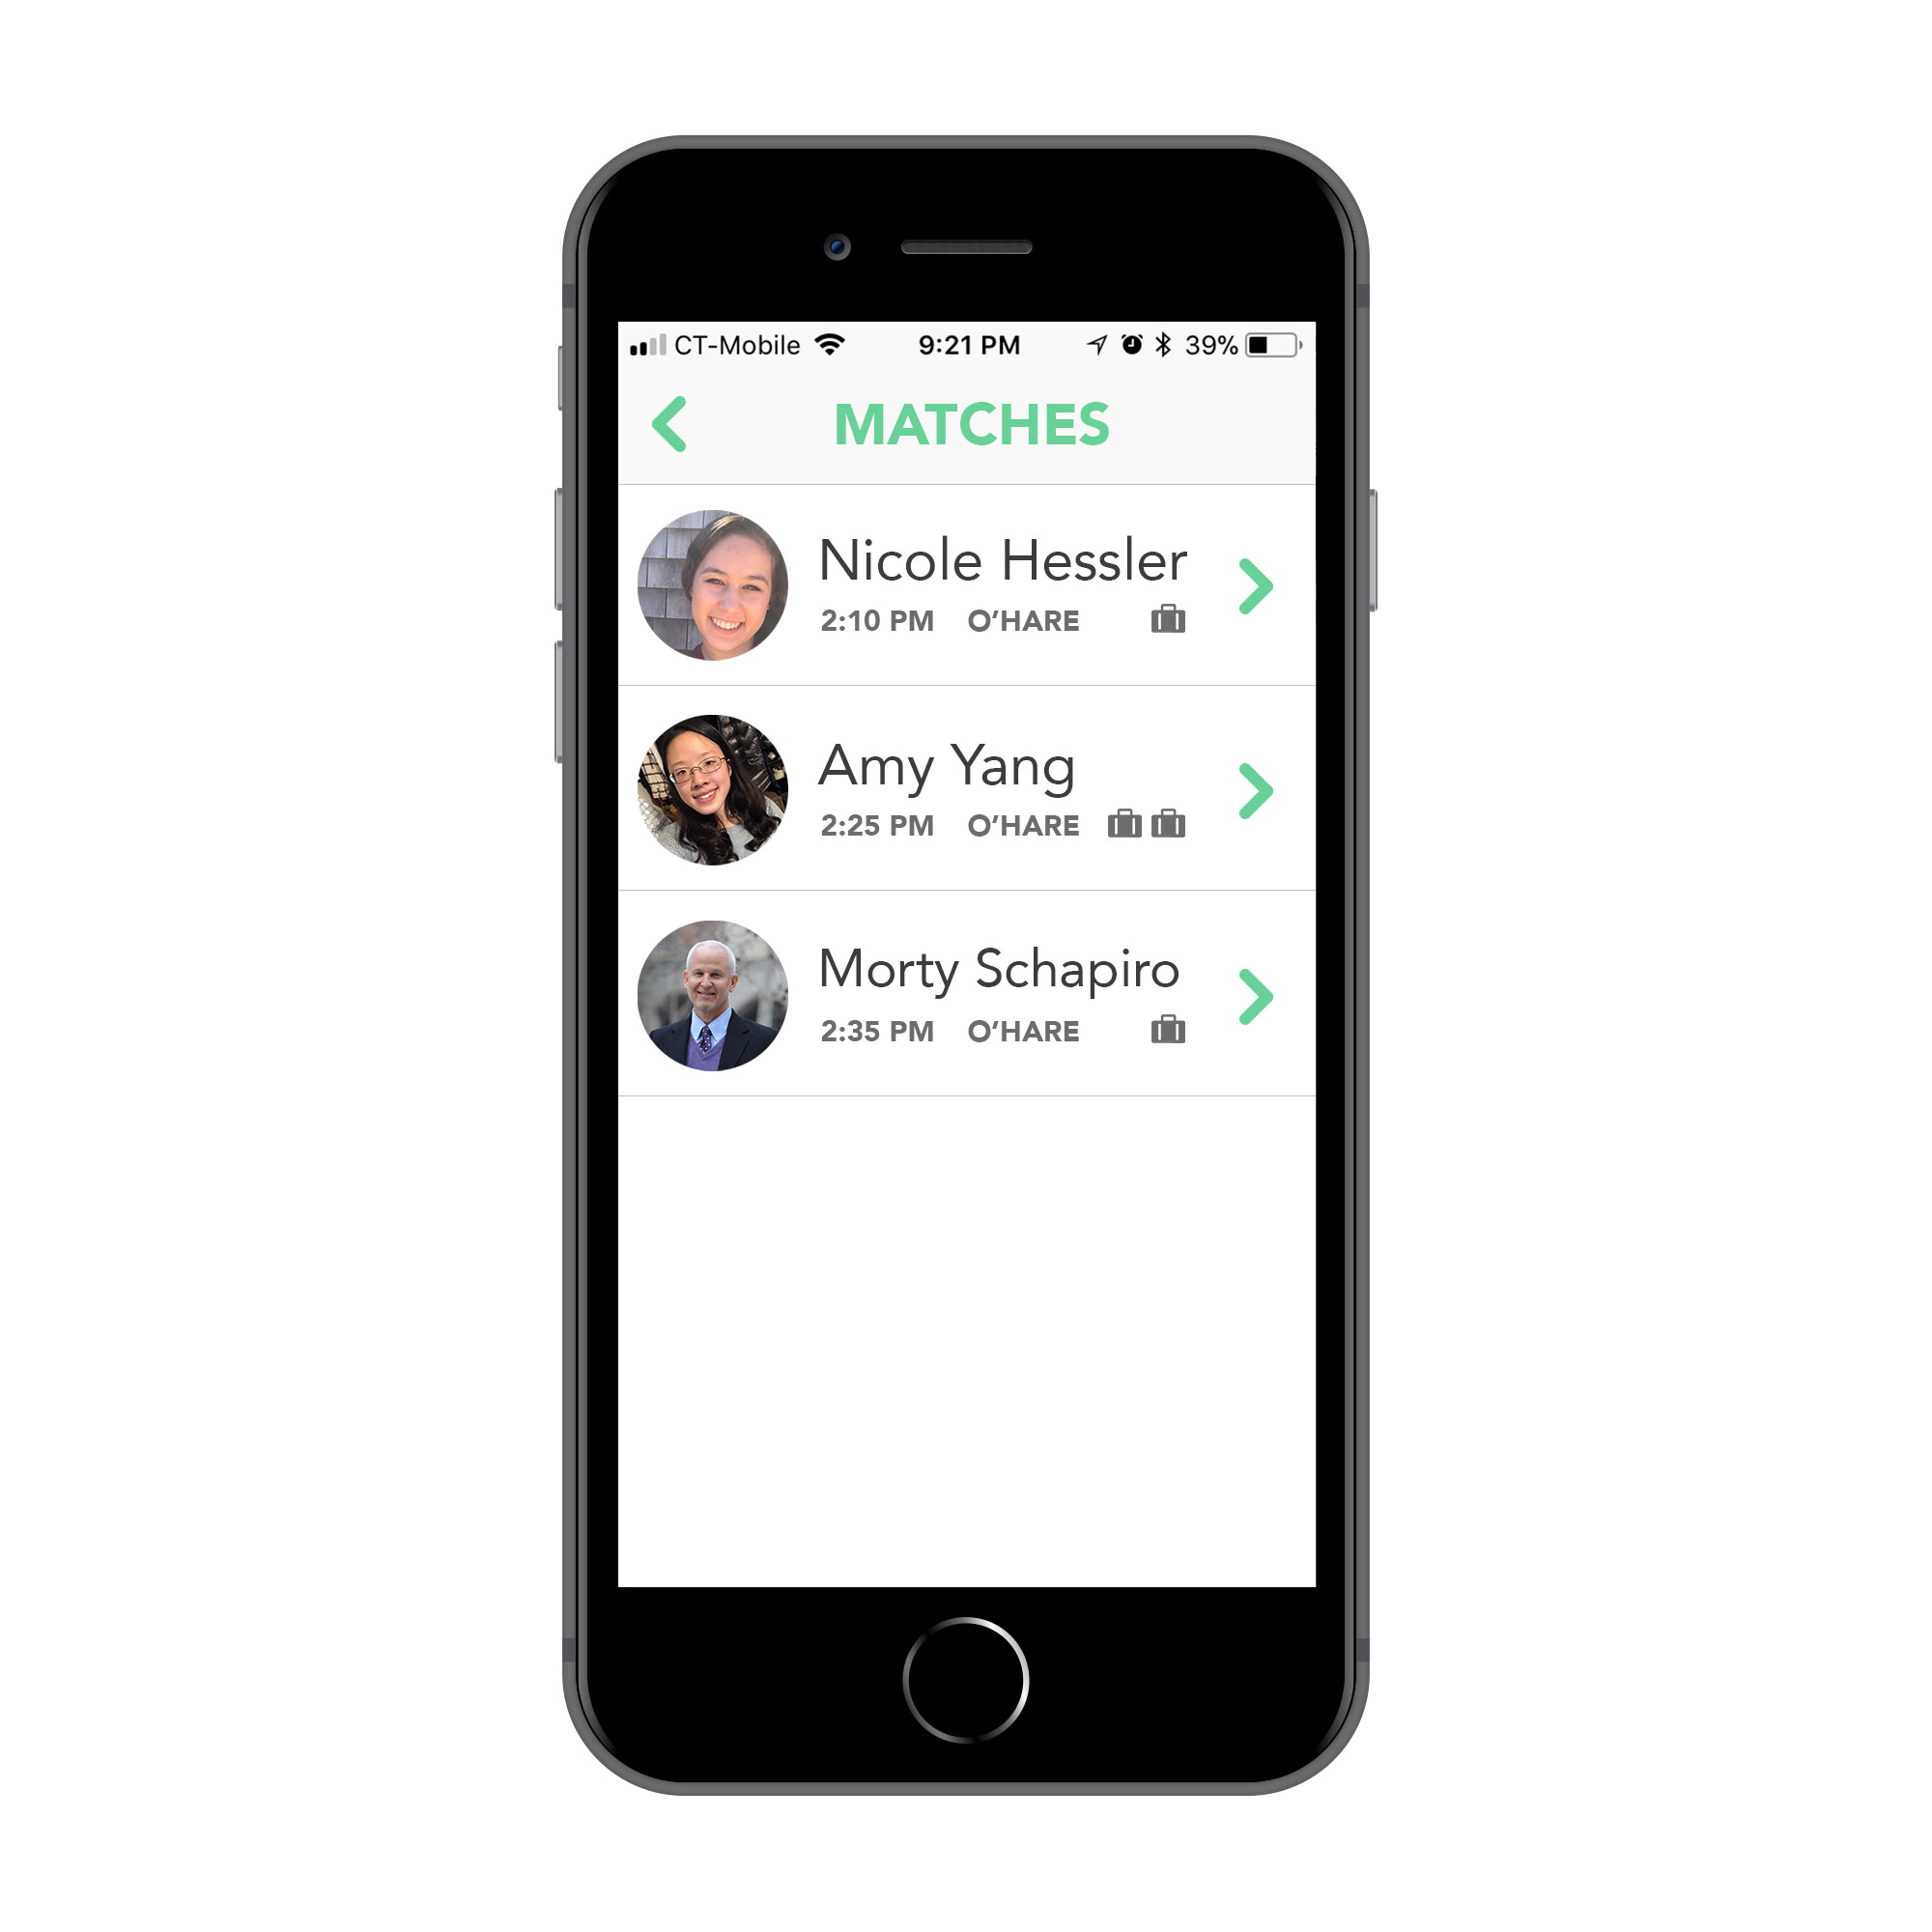 CT-Mobile 9:21 PM 39%
MATCHES
Nicole Hessler
2:10 PM O’HARE
Amy Yang
2:25 PM O’HARE
Morty Schapiro
2:35 PM O’HARE